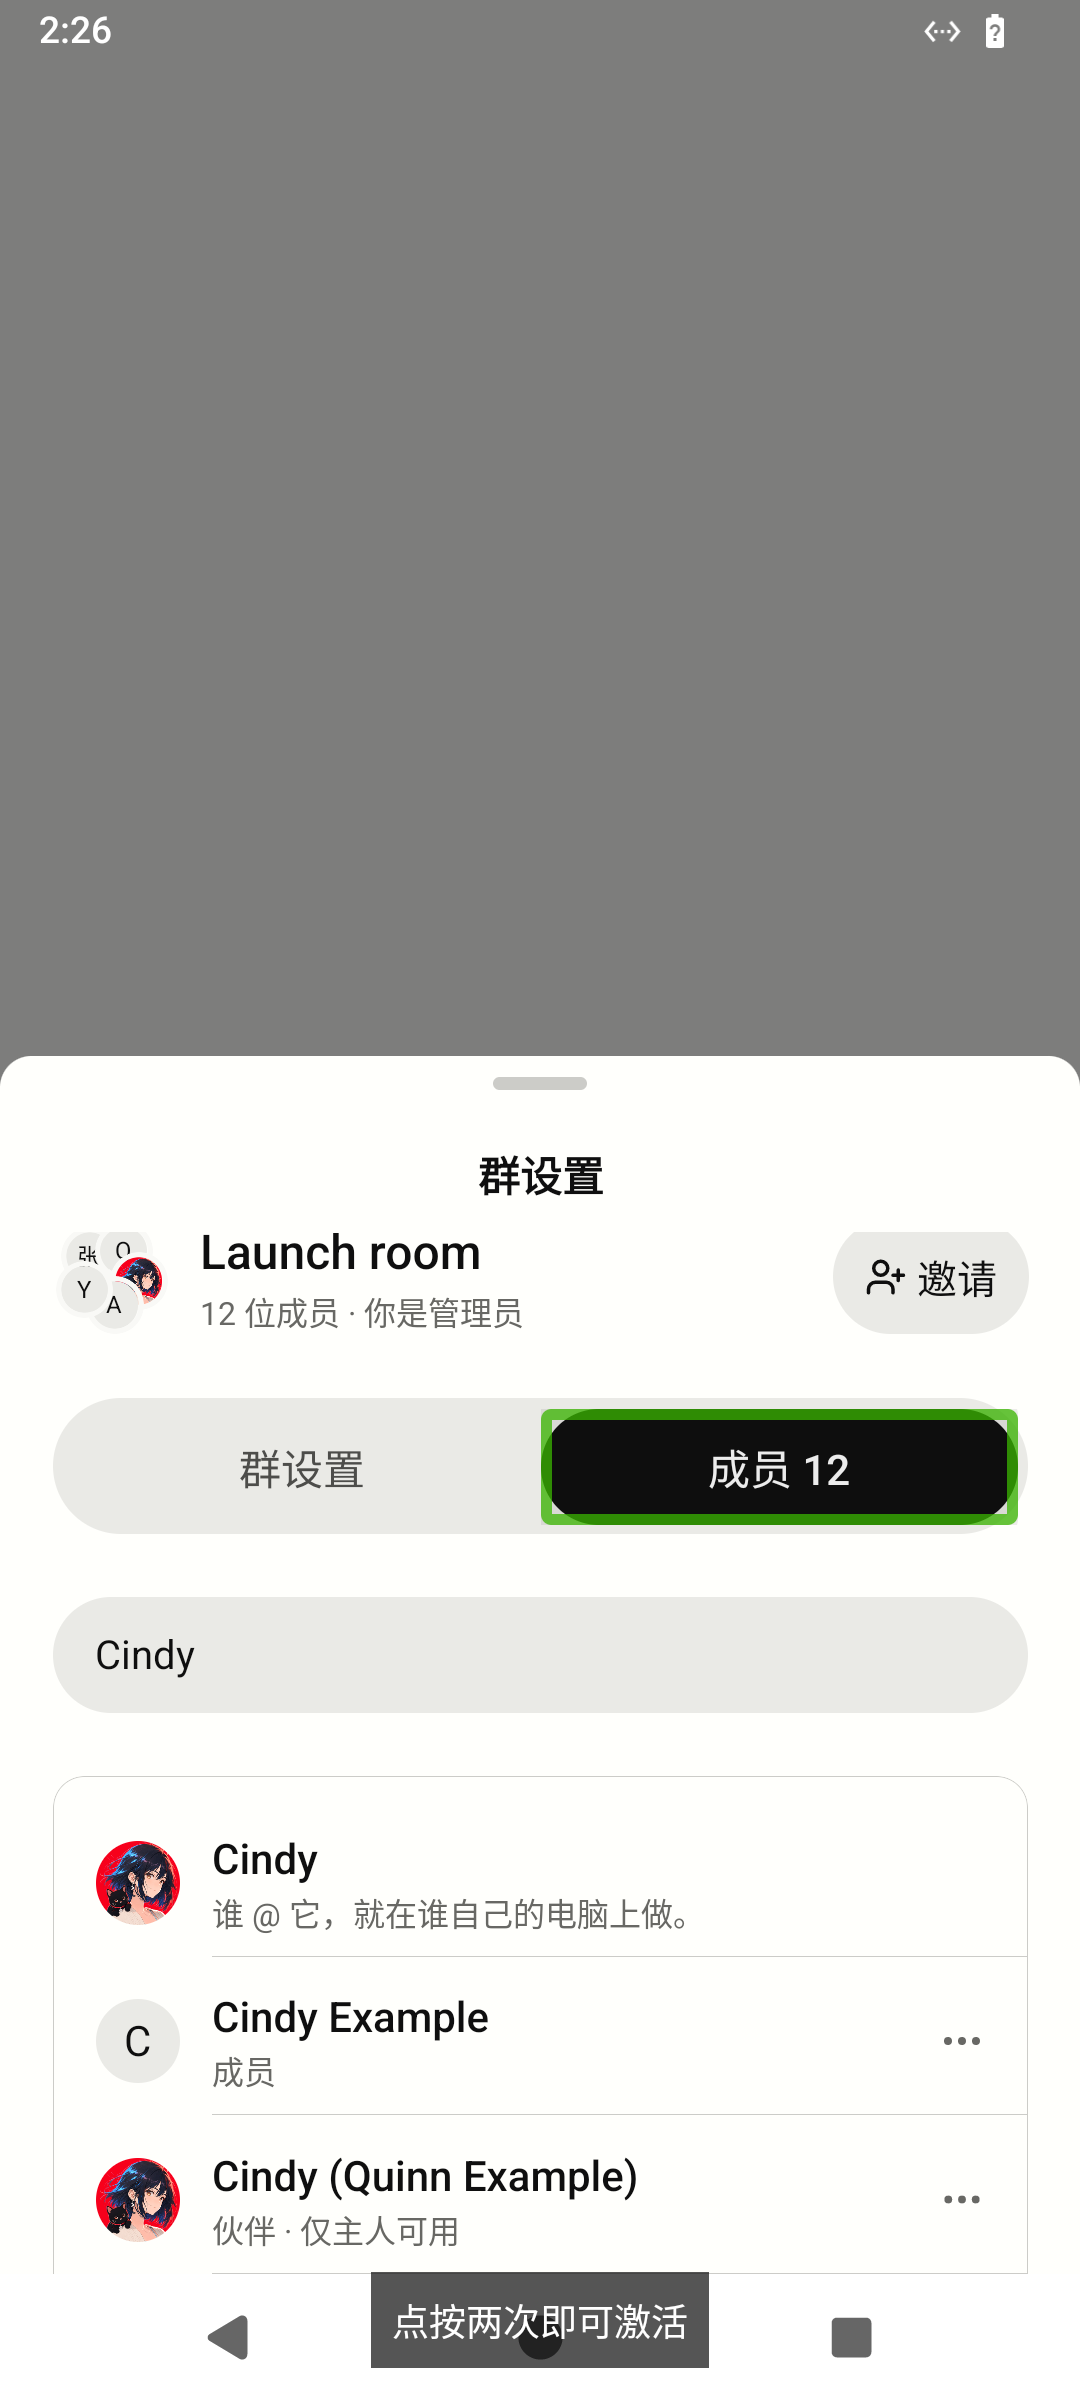 2:26
群设置
Launch room
12 位成员 · 你是管理员
邀请
Y
A
群设置
成员 12
Cindy
Cindy
谁 @ 它，就在谁自己的电脑上做。
C
Cindy Example
成员
Cindy (Quinn Example)
伙伴 · 仅主人可用
点按两次即可激活